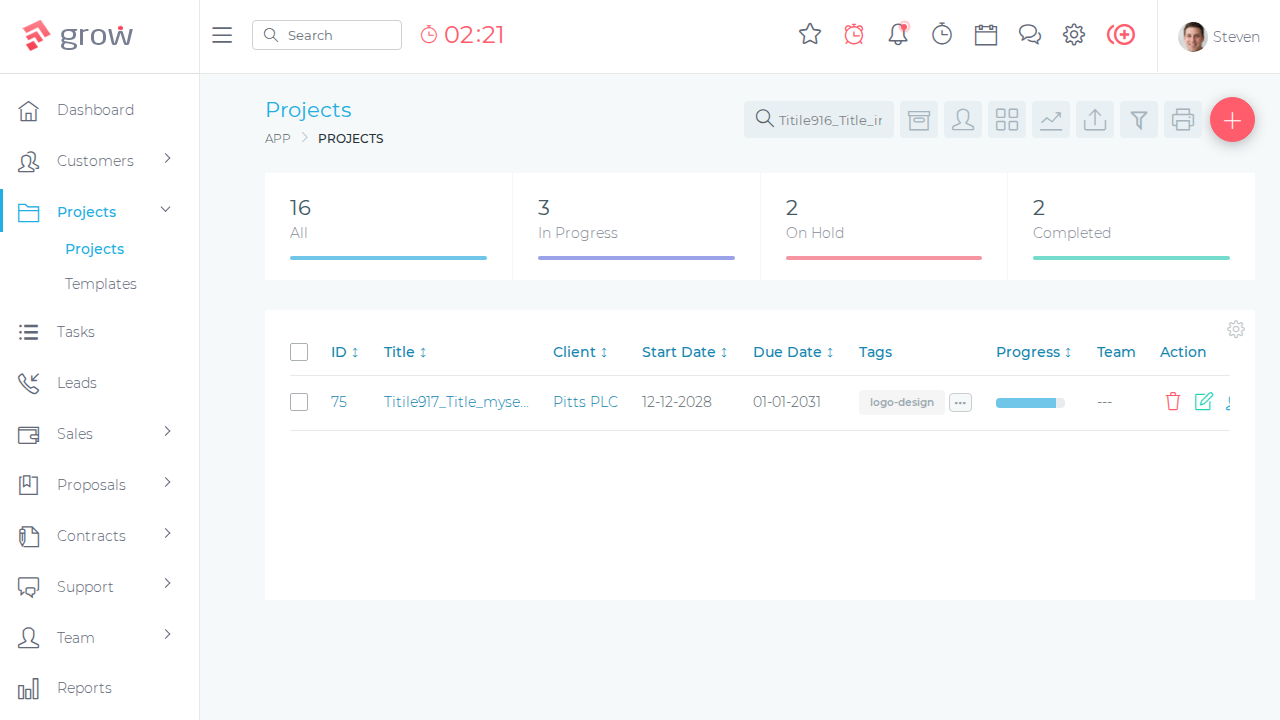 grow
Search
02:21
Steven
Dashboard
Customers
Projects
Projects
Templates
Tasks
Leads
Sales
Proposals
Contracts
Support
Team
Reports
Projects
APP
PROJECTS
Titile916_Title_ir
16
All
3
In Progress
2
On Hold
2
Completed
ID
Title
Client
Start Date
Due Date
Tags
Progress
Team
Action
75
Titile917_Title_myse...
Pitts PLC
12-12-2028
01-01-2031
logo-design
---